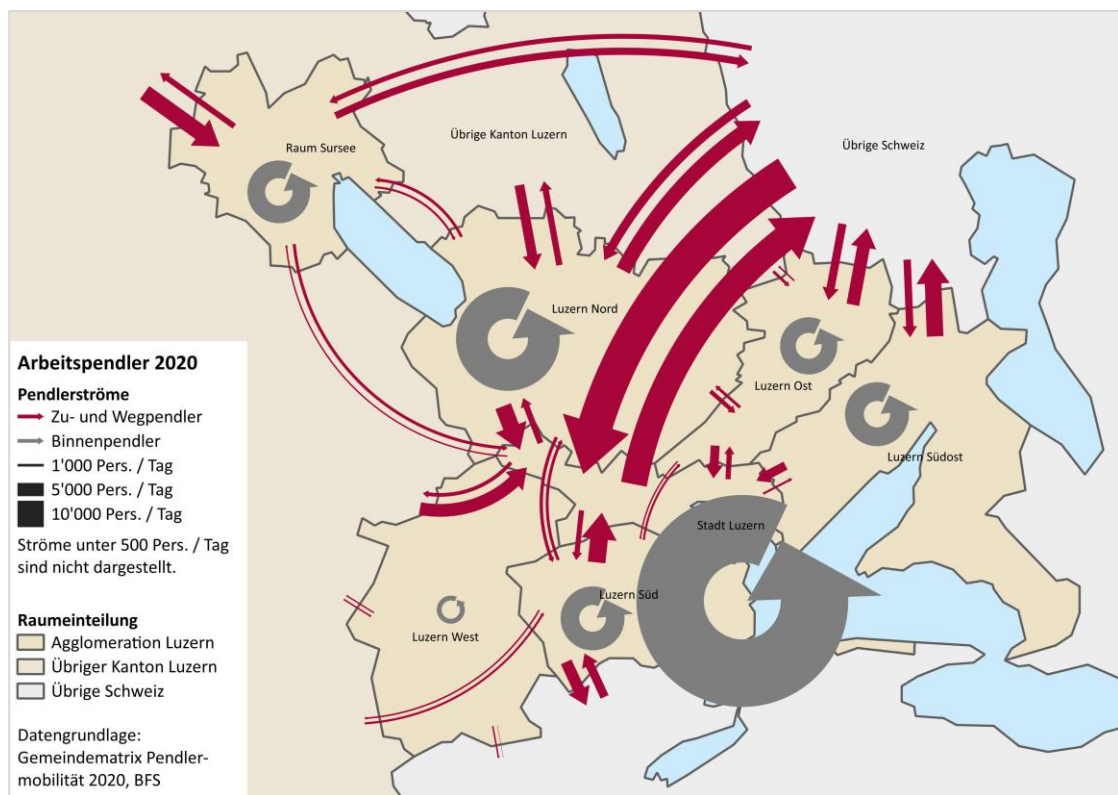 Raum Sursee
Übrige Kanton Luzern
Übrige Schweiz
Luzern Nord
Luzern Ost
Luzern Südost
Stadt Luzern
Luzern Süd
Luzern West
Arbeitspendler 2020
Pendlerströme
Zu- und Wegpendler
Binnenpendler
1'000 Pers. / Tag
5'000 Pers. / Tag
10'000 Pers. / Tag
Ströme unter 500 Pers. / Tag
sind nicht dargestellt.
Raumeinteilung
Agglomeration Luzern
Übriger Kanton Luzern
Übrige Schweiz
Datengrundlage:
Gemeindematrix Pendler-
mobilität 2020, BFS